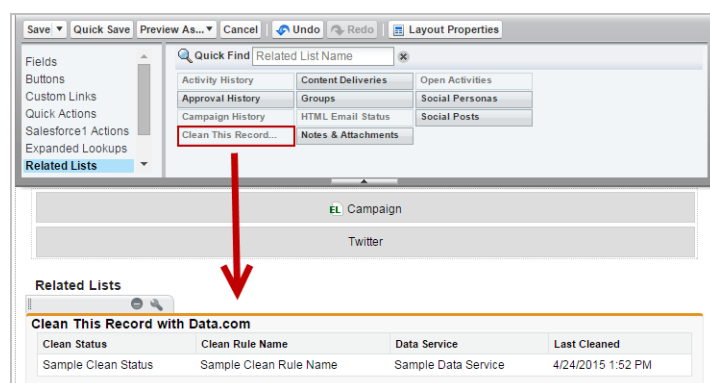 Save Quick Save Preview As... Cancel Undo Redo Layout Properties
Fields
Buttons
Custom Links
Quick Actions
Salesforce1 Actions
Expanded Lookups
Related Lists
Quick Find Related List Name
Activity History Content Deliveries Open Activities
Approval History Groups Social Personas
Campaign History HTML Email Status Social Posts
Clean This Record... Notes & Attachments
EL Campaign
Twitter
Related Lists
Clean This Record with Data.com
Clean Status Clean Rule Name Data Service Last Cleaned
Sample Clean Status Sample Clean Rule Name Sample Data Service 4/24/2015 1:52 PM